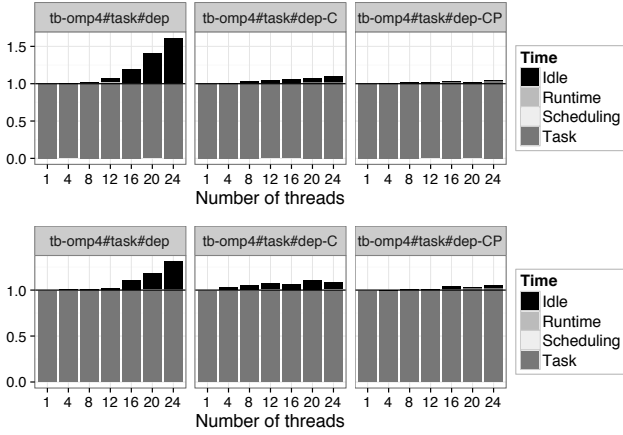 tb-omp4#task#dep tb-omp4#task#dep-C tb-omp4#task#dep-CP
1.5
1.0
0.5
0.0
Time
Idle
Runtime
Scheduling
Task
1 4 8 12 16 20 24 1 4 8 12 16 20 24 1 4 8 12 16 20 24
Number of threads
tb-omp4#task#dep tb-omp4#task#dep-C tb-omp4#task#dep-CP
1.0
0.5
0.0
Time
Idle
Runtime
Scheduling
Task
1 4 8 12 16 20 24 1 4 8 12 16 20 24 1 4 8 12 16 20 24
Number of threads